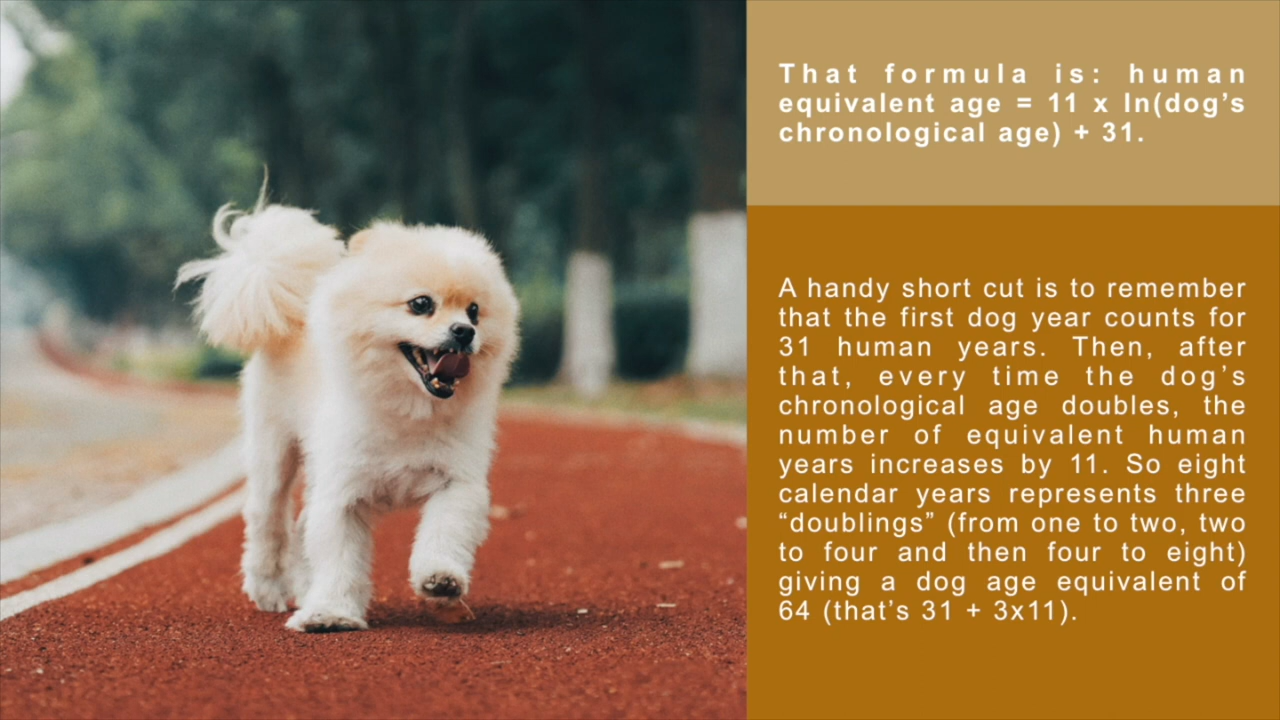 That formula is: human
equivalent age = 11 x ln(dog’s
chronological age) + 31.
A handy short cut is to remember
that the first dog year counts for
31 human years. Then, after
that, every time the dog’s
chronological age doubles, the
number of equivalent human
years increases by 11. So eight
calendar years represents three
“doublings” (from one to two, two
to four and then four to eight)
giving a dog age equivalent of
64 (that’s 31 + 3x11).